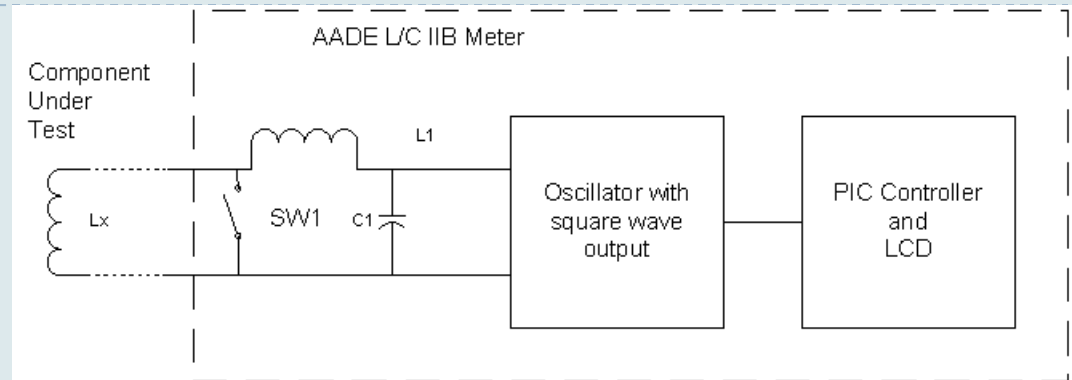 AADE L/C IIB Meter
Component
Under
Test
L1
Lx
SW1
C1
Oscillator with
square wave
output
PIC Controller
and
LCD